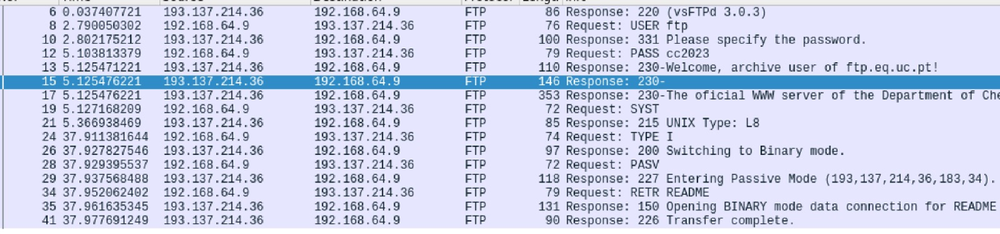 6 0.037407721 193.137.214.36 192.168.64.9 FTP 86 Response: 220 (vsFTPd 3.0.3)
8 2.790050302 192.168.64.9 193.137.214.36 FTP 76 Request: USER ftp
10 2.802175212 193.137.214.36 192.168.64.9 FTP 100 Response: 331 Please specify the password.
12 5.103813379 192.168.64.9 193.137.214.36 FTP 79 Request: PASS cc2023
13 5.125471221 193.137.214.36 192.168.64.9 FTP 110 Response: 230-Welcome, archive user of ftp.eq.uc.pt!
15 5.125476221 193.137.214.36 192.168.64.9 FTP 146 Response: 230-
17 5.125476221 193.137.214.36 192.168.64.9 FTP 353 Response: 230-The oficial WWW server of the Department of Che
19 5.127168209 192.168.64.9 193.137.214.36 FTP 72 Request: SYST
21 5.366938469 193.137.214.36 192.168.64.9 FTP 85 Response: 215 UNIX Type: L8
24 37.911381644 192.168.64.9 193.137.214.36 FTP 74 Request: TYPE I
26 37.927827546 193.137.214.36 192.168.64.9 FTP 97 Response: 200 Switching to Binary mode.
28 37.929395537 192.168.64.9 193.137.214.36 FTP 72 Request: PASV
29 37.937568488 193.137.214.36 192.168.64.9 FTP 118 Response: 227 Entering Passive Mode (193,137,214,36,183,34).
34 37.952062402 192.168.64.9 193.137.214.36 FTP 79 Request: RETR README
35 37.961635345 193.137.214.36 192.168.64.9 FTP 131 Response: 150 Opening BINARY mode data connection for README
41 37.977691249 193.137.214.36 192.168.64.9 FTP 90 Response: 226 Transfer complete.